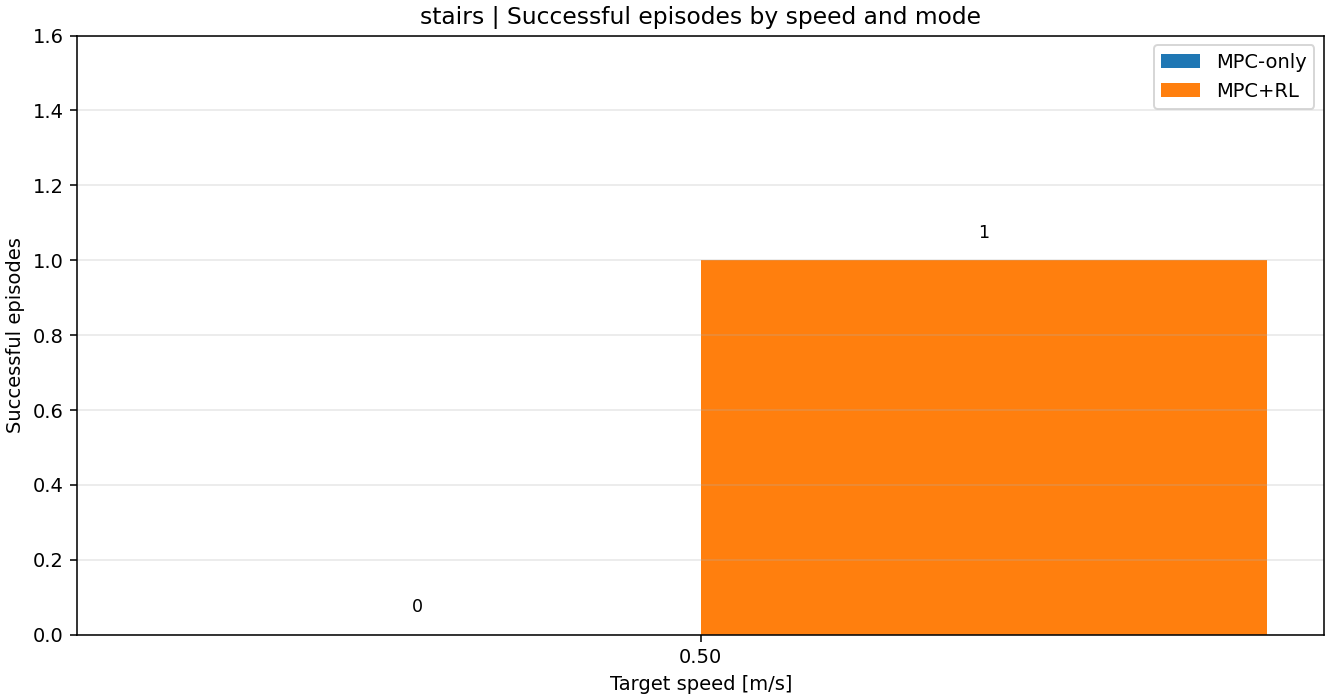 stairs | Successful episodes by speed and mode
MPC-only
MPC+RL
Successful episodes
1.6
1.4
1.2
1.0
0.8
0.6
0.4
0.2
0.0
1
0
0.50
Target speed [m/s]